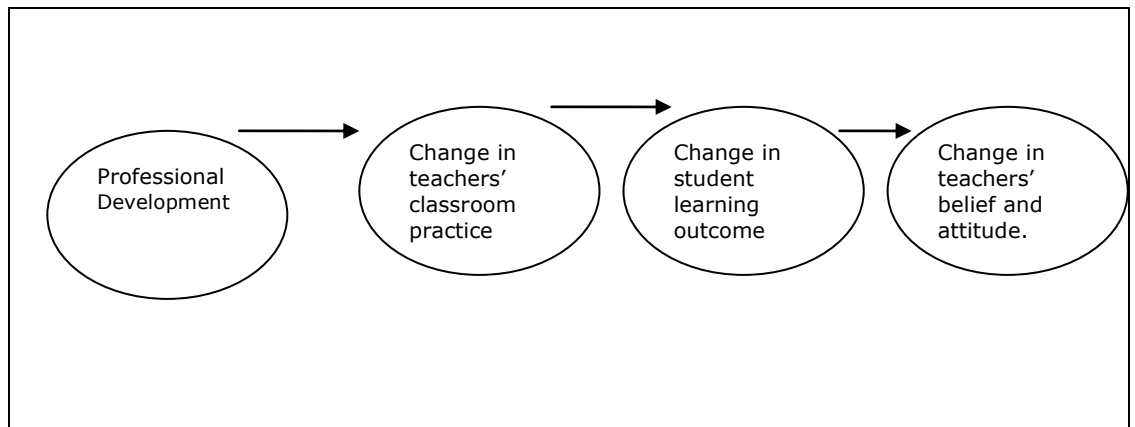 Professional
Development
Change in
teachers’
classroom
practice
Change in
student
learning
outcome
Change in
teachers’
belief and
attitude.